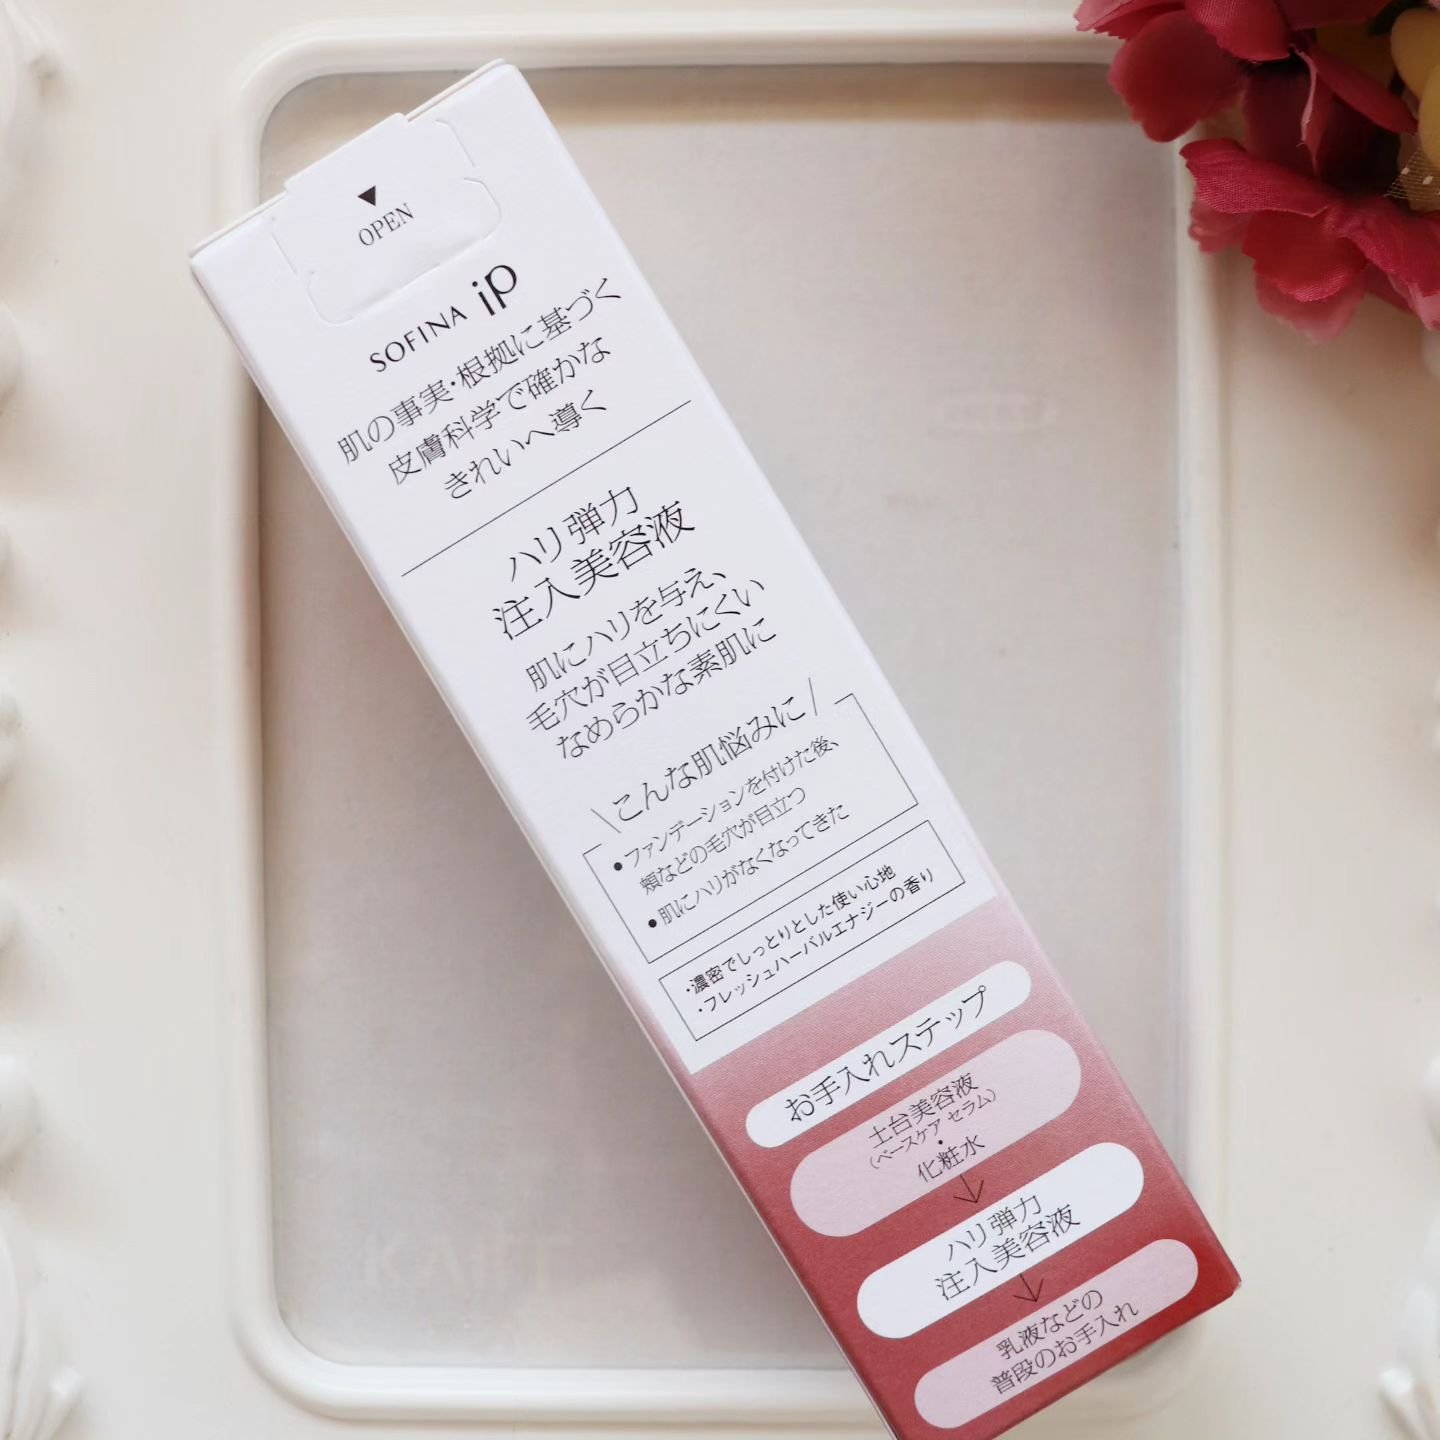 ▼
OPEN
SOFINA ip
肌の事実・根拠に基づく
皮膚科学で確かな
きれいへ導く
ハリ弾力
注入美容液
肌にハリを与え、
毛穴が目立ちにくい
なめらかな素肌に
\こんな肌悩みに/
●ファンデーションを付けた後、
頬などの毛穴が目立つ
●肌にハリがなくなってきた
・濃密でしっとりとした使い心地
・フレッシュハーバルエナジーの香り
お手入れステップ
土台美容液
(ベースケア セラム)
・
化粧水
↓
ハリ弾力
注入美容液
↓
乳液などの
普段のお手入れ